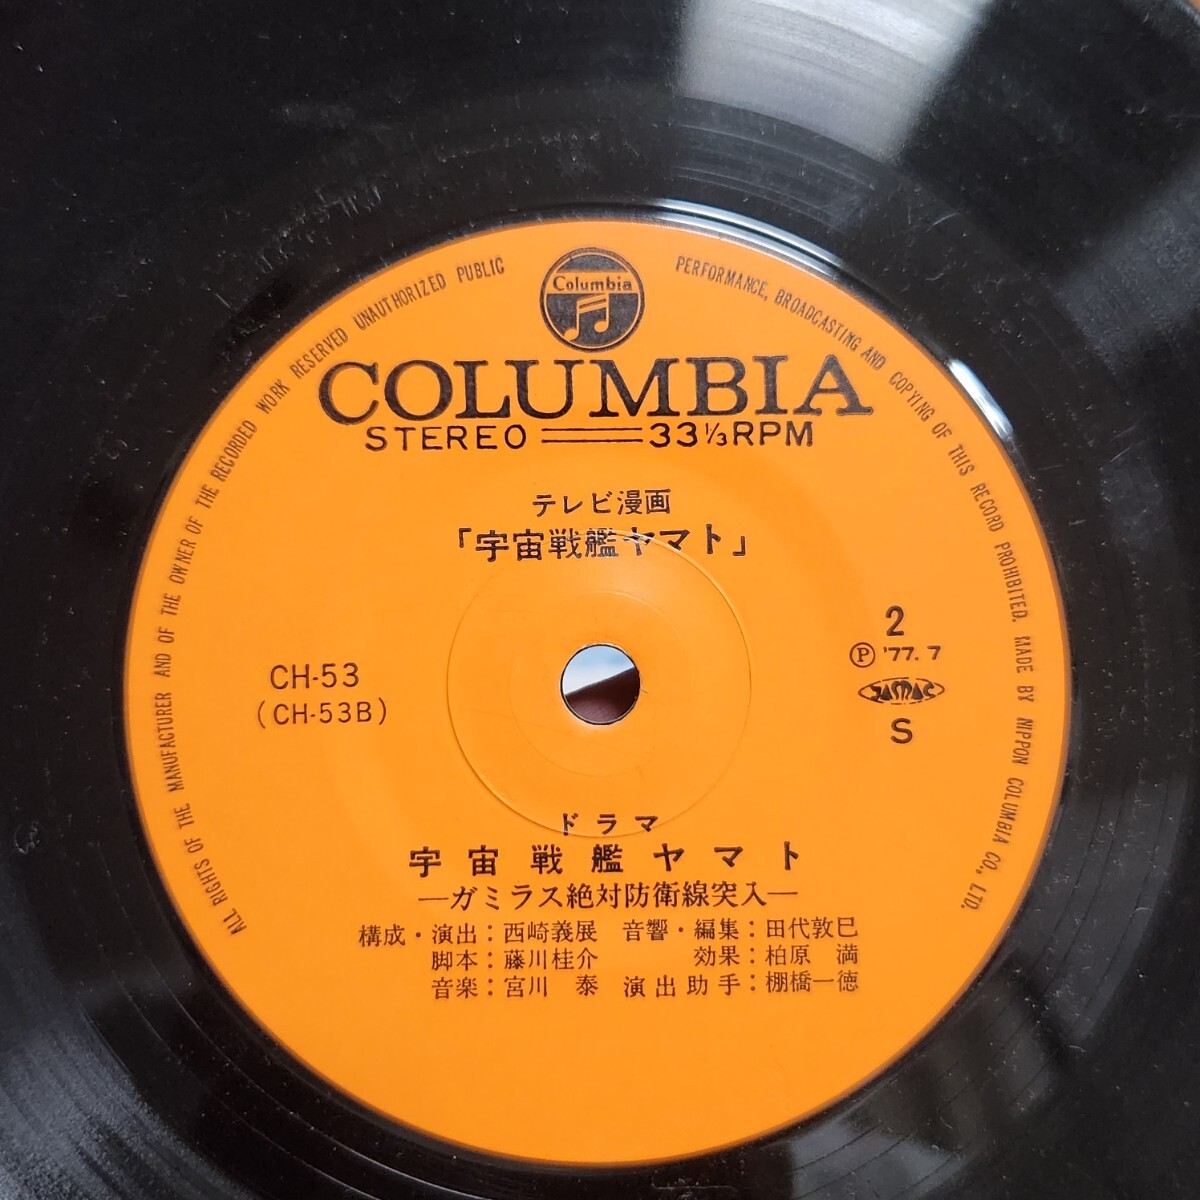 ALL RIGHTS OF THE MANUFACTURER AND OF THE OWNER OF THE RECORDED WORK RESERVED UNAUTHORIZED PUBLIC PERFORMANCE, BROADCASTING AND COPYING OF THIS RECORD PROHIBITED. MADE BY NIPPON COLUMBIA CO., LTD.
Columbia
COLUMBIA
STEREO 33⅓RPM
テレビ漫画
「宇宙戦艦ヤマト」
2
Ⓟ '77.7
JASRAC
S
CH-53
(CH-53B)
ドラマ
宇宙戦艦ヤマト
―ガミラス絶対防衛線突入―
構成・演出：西崎義展 音響・編集：田代敦巳
脚本：藤川桂介 効果：柏原 満
音楽：宮川 泰 演出助手：棚橋一徳